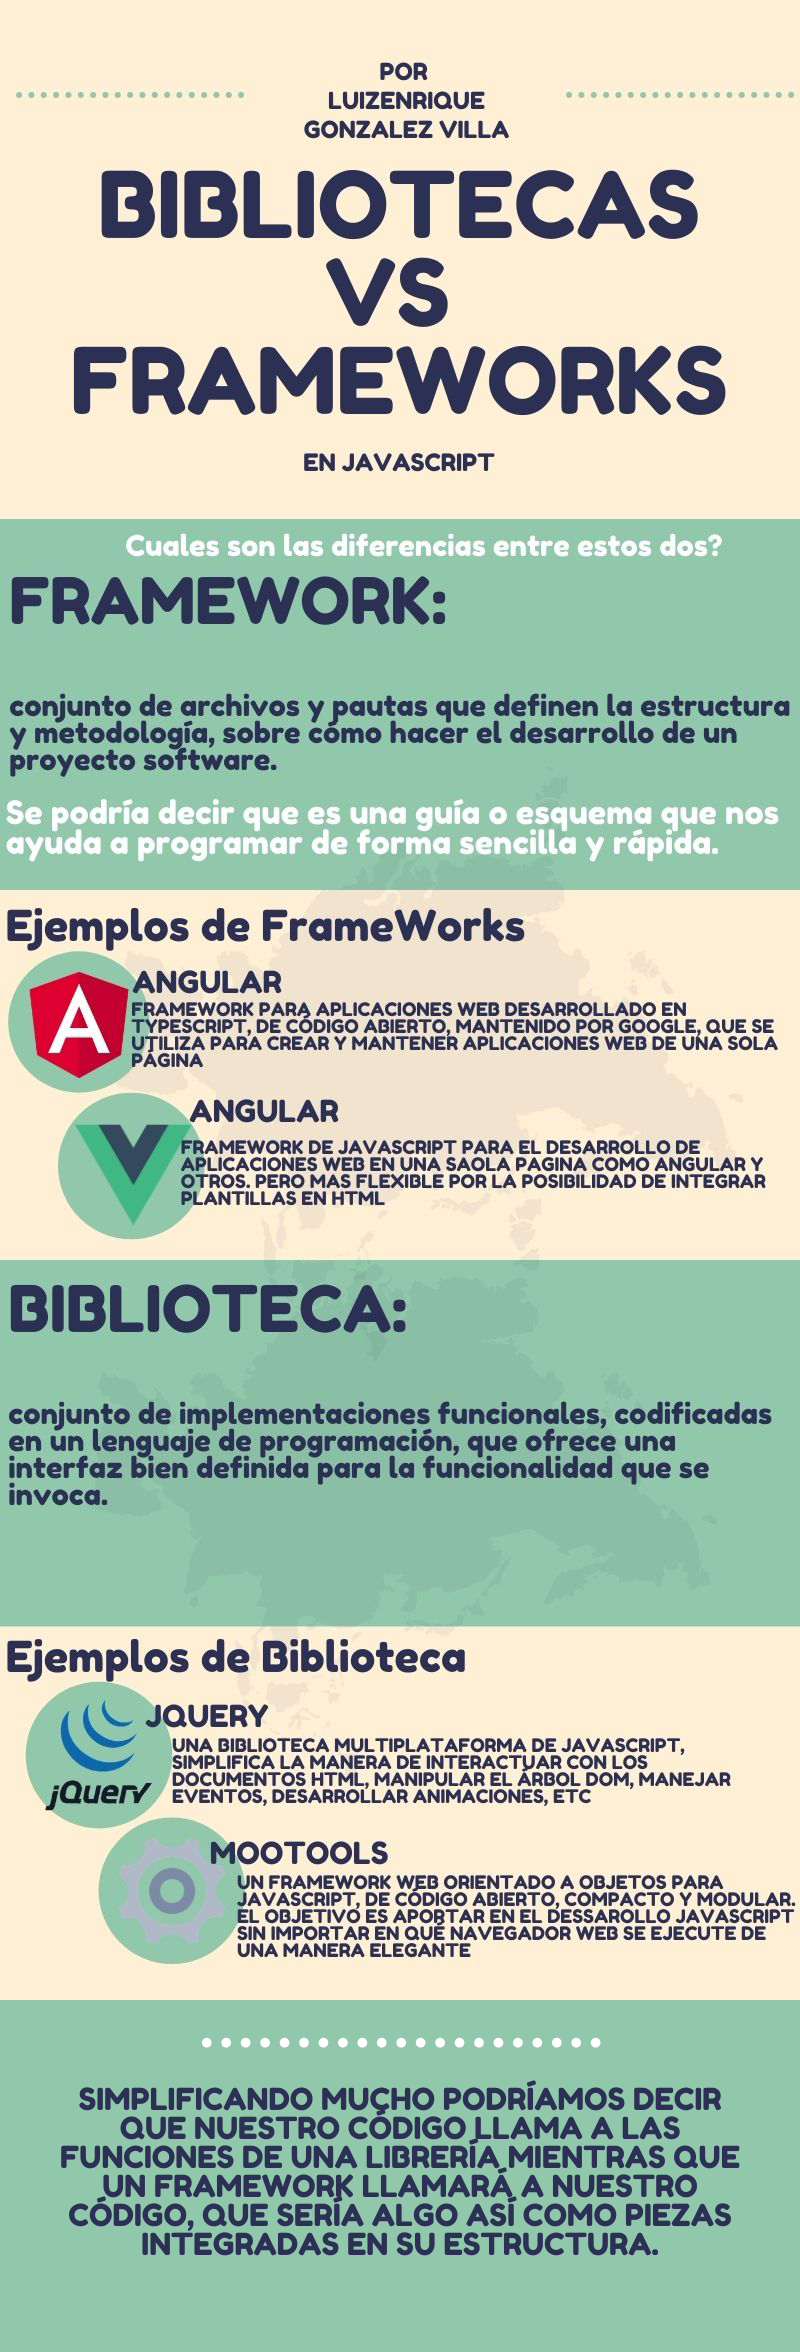 POR
LUIZENRIQUE
GONZALEZ VILLA
BIBLIOTECAS
VS
FRAMEWORKS
EN JAVASCRIPT
Cuales son las diferencias entre estos dos?
FRAMEWORK:
conjunto de archivos y pautas que definen la estructura
y metodología, sobre cómo hacer el desarrollo de un
proyecto software.
Se podría decir que es una guía o esquema que nos
ayuda a programar de forma sencilla y rápida.
Ejemplos de FrameWorks
A
ANGULAR
FRAMEWORK PARA APLICACIONES WEB DESARROLLADO EN
TYPESCRIPT, DE CÓDIGO ABIERTO, MANTENIDO POR GOOGLE, QUE SE
UTILIZA PARA CREAR Y MANTENER APLICACIONES WEB DE UNA SOLA
PÁGINA
ANGULAR
FRAMEWORK DE JAVASCRIPT PARA EL DESARROLLO DE
APLICACIONES WEB EN UNA SAOLA PAGINA COMO ANGULAR Y
OTROS. PERO MAS FLEXIBLE POR LA POSIBILIDAD DE INTEGRAR
PLANTILLAS EN HTML
BIBLIOTECA:
conjunto de implementaciones funcionales, codificadas
en un lenguaje de programación, que ofrece una
interfaz bien definida para la funcionalidad que se
invoca.
Ejemplos de Biblioteca
jQuery
JQUERY
UNA BIBLIOTECA MULTIPLATAFORMA DE JAVASCRIPT,
SIMPLIFICA LA MANERA DE INTERACTUAR CON LOS
DOCUMENTOS HTML, MANIPULAR EL ÁRBOL DOM, MANEJAR
EVENTOS, DESARROLLAR ANIMACIONES, ETC
MOOTOOLS
UN FRAMEWORK WEB ORIENTADO A OBJETOS PARA
JAVASCRIPT, DE CÓDIGO ABIERTO, COMPACTO Y MODULAR.
EL OBJETIVO ES APORTAR EN EL DESSAROLLO JAVASCRIPT
SIN IMPORTAR EN QUÉ NAVEGADOR WEB SE EJECUTE DE
UNA MANERA ELEGANTE
SIMPLIFICANDO MUCHO PODRÍAMOS DECIR
QUE NUESTRO CÓDIGO LLAMA A LAS
FUNCIONES DE UNA LIBRERÍA MIENTRAS QUE
UN FRAMEWORK LLAMARÁ A NUESTRO
CÓDIGO, QUE SERÍA ALGO ASÍ COMO PIEZAS
INTEGRADAS EN SU ESTRUCTURA.